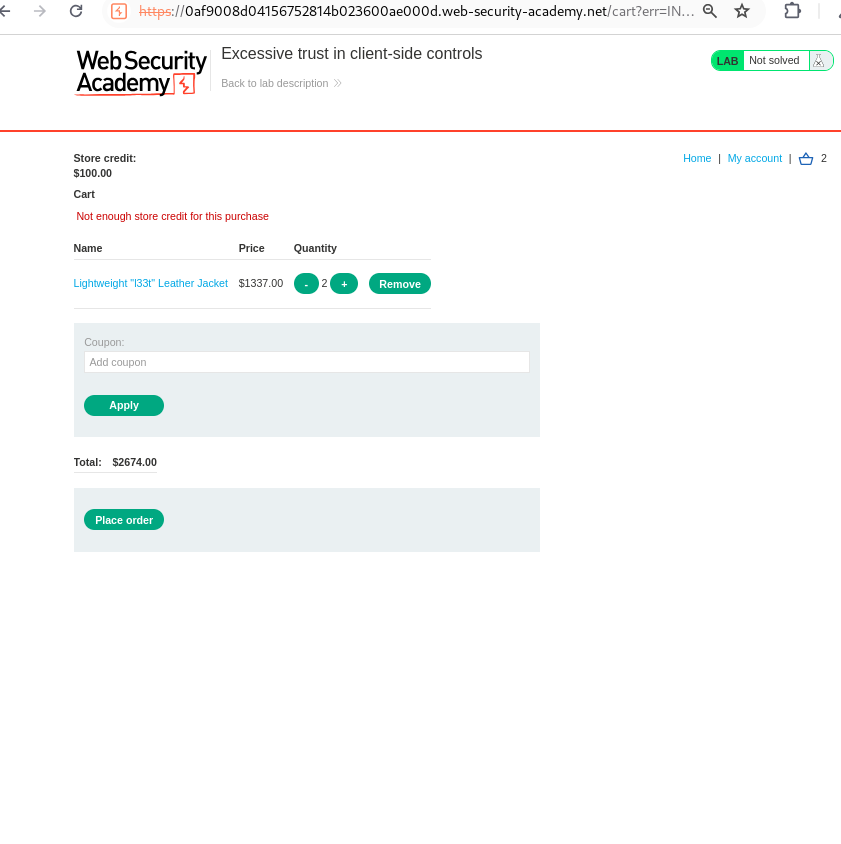 https://0af9008d04156752814b023600ae000d.web-security-academy.net/cart?err=IN...
Web Security
Academy
Excessive trust in client-side controls
Back to lab description
LAB Not solved
Store credit:
$100.00
Home | My account | 2
Cart
Not enough store credit for this purchase
Name Price Quantity
Lightweight "l33t" Leather Jacket $1337.00 - 2 + Remove
Coupon:
Add coupon
Apply
Total: $2674.00
Place order